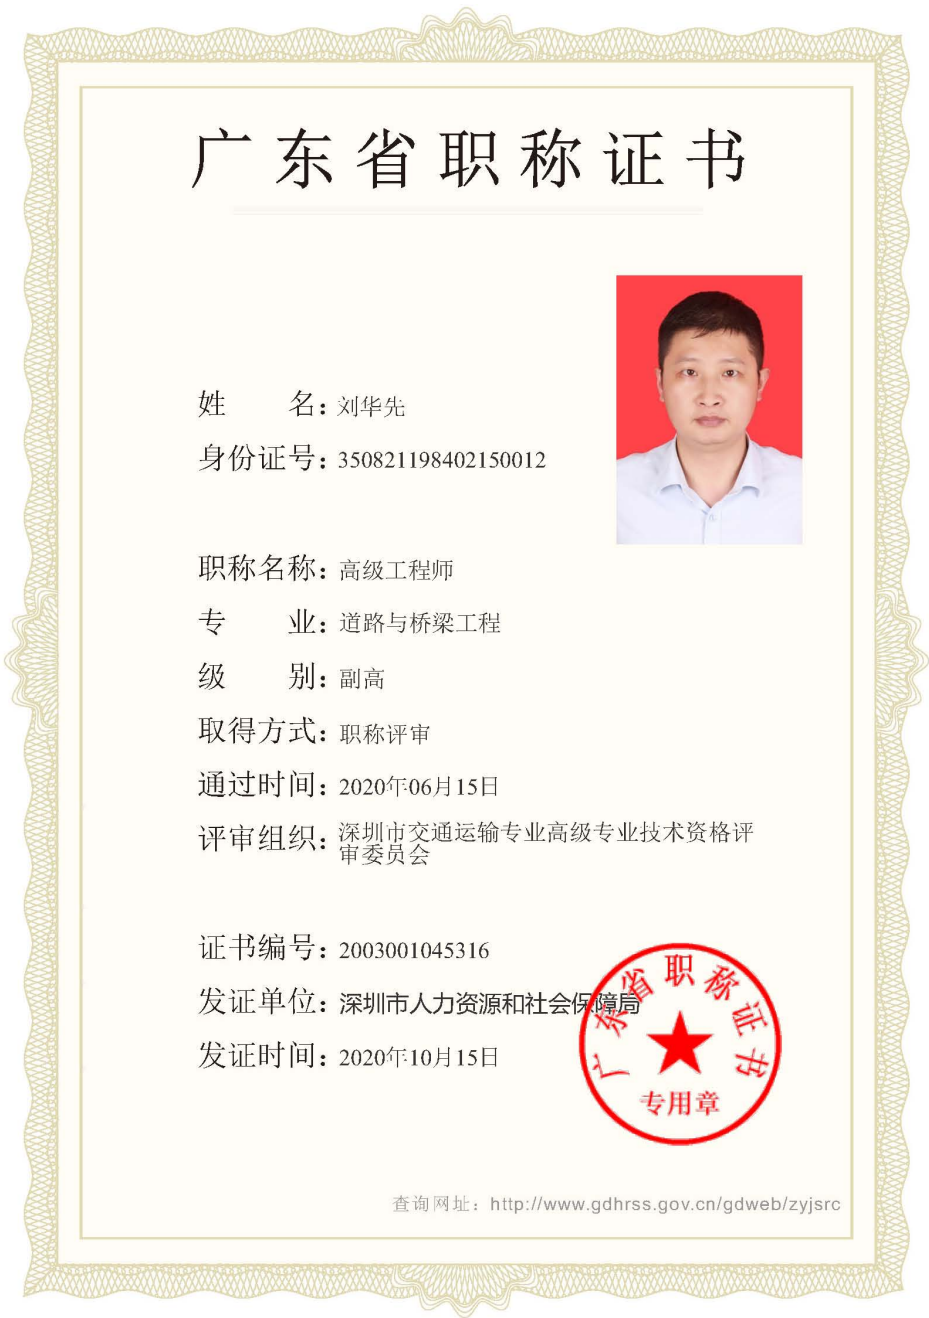 广东省职称证书
姓 名：刘华先
身份证号：350821198402150012
职称名称：高级工程师
专 业：道路与桥梁工程
级 别：副高
取得方式：职称评审
通过时间：2020年06月15日
评审组织：深圳市交通运输专业高级专业技术资格评
审委员会
证书编号：2003001045316
发证单位：深圳市人力资源和社会保障局
发证时间：2020年10月15日
广东省职称证书
专用章
查询网址：http://www.gdhrss.gov.cn/gdweb/zyjsrc